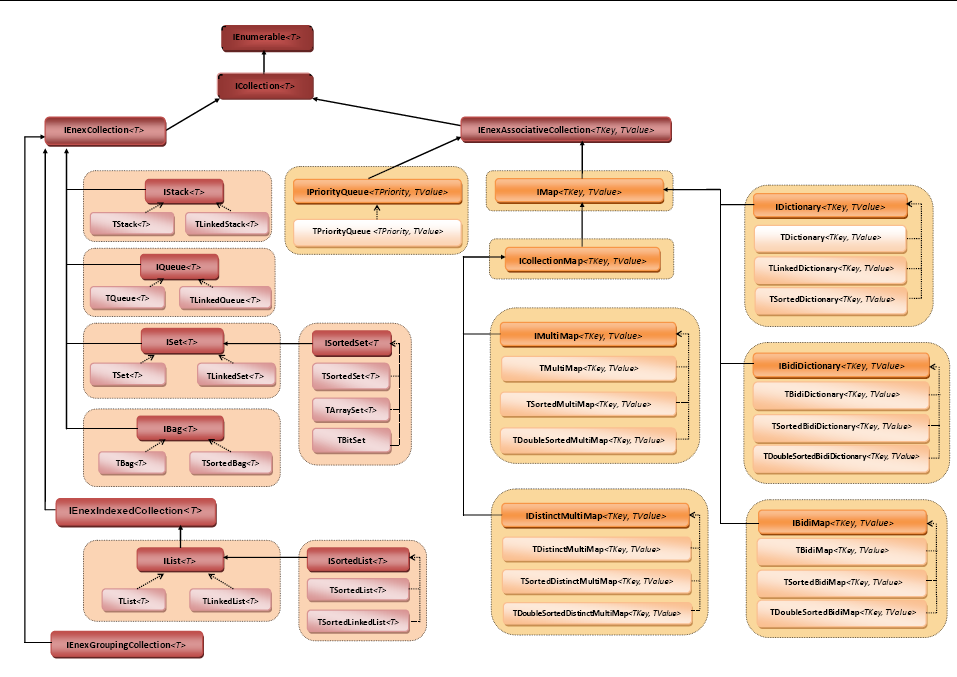 IEnumerable<T>
ICollection<T>
IEnexCollection<T>
IEnexAssociativeCollection<TKey, TValue>
IStack<T>
TStack<T>
TLinkedStack<T>
IQueue<T>
TQueue<T>
TLinkedQueue<T>
ISet<T>
TSet<T>
TLinkedSet<T>
ISortedSet<T
TSortedSet<T>
TArraySet<T>
TBitSet
IBag<T>
TBag<T>
TSortedBag<T>
IEnexIndexedCollection<T>
IList<T>
TList<T>
TLinkedList<T>
ISortedList<T>
TSortedList<T>
TSortedLinkedList<T>
IEnexGroupingCollection<T>
IPriorityQueue<TPriority, TValue>
TPriorityQueue <TPriority, TValue>
IMap<TKey, TValue>
ICollectionMap<TKey, TValue>
IMultiMap<TKey, TValue>
TMultiMap<TKey, TValue>
TSortedMultiMap<TKey, TValue>
TDoubleSortedMultiMap<TKey, TValue>
IDistinctMultiMap<TKey, TValue>
TDistinctMultiMap<TKey, TValue>
TSortedDistinctMultiMap<TKey, TValue>
TDoubleSortedDistinctMultiMap<TKey, TValue>
IDictionary<TKey, TValue>
TDictionary<TKey, TValue>
TLinkedDictionary<TKey, TValue>
TSortedDictionary<TKey, TValue>
IBidiDictionary<TKey, TValue>
TBidiDictionary<TKey, TValue>
TSortedBidiDictionary<TKey, TValue>
TDoubleSortedBidiDictionary<TKey, TValue>
IBidiMap<TKey, TValue>
TBidiMap<TKey, TValue>
TSortedBidiMap<TKey, TValue>
TDoubleSortedBidiMap<TKey, TValue>